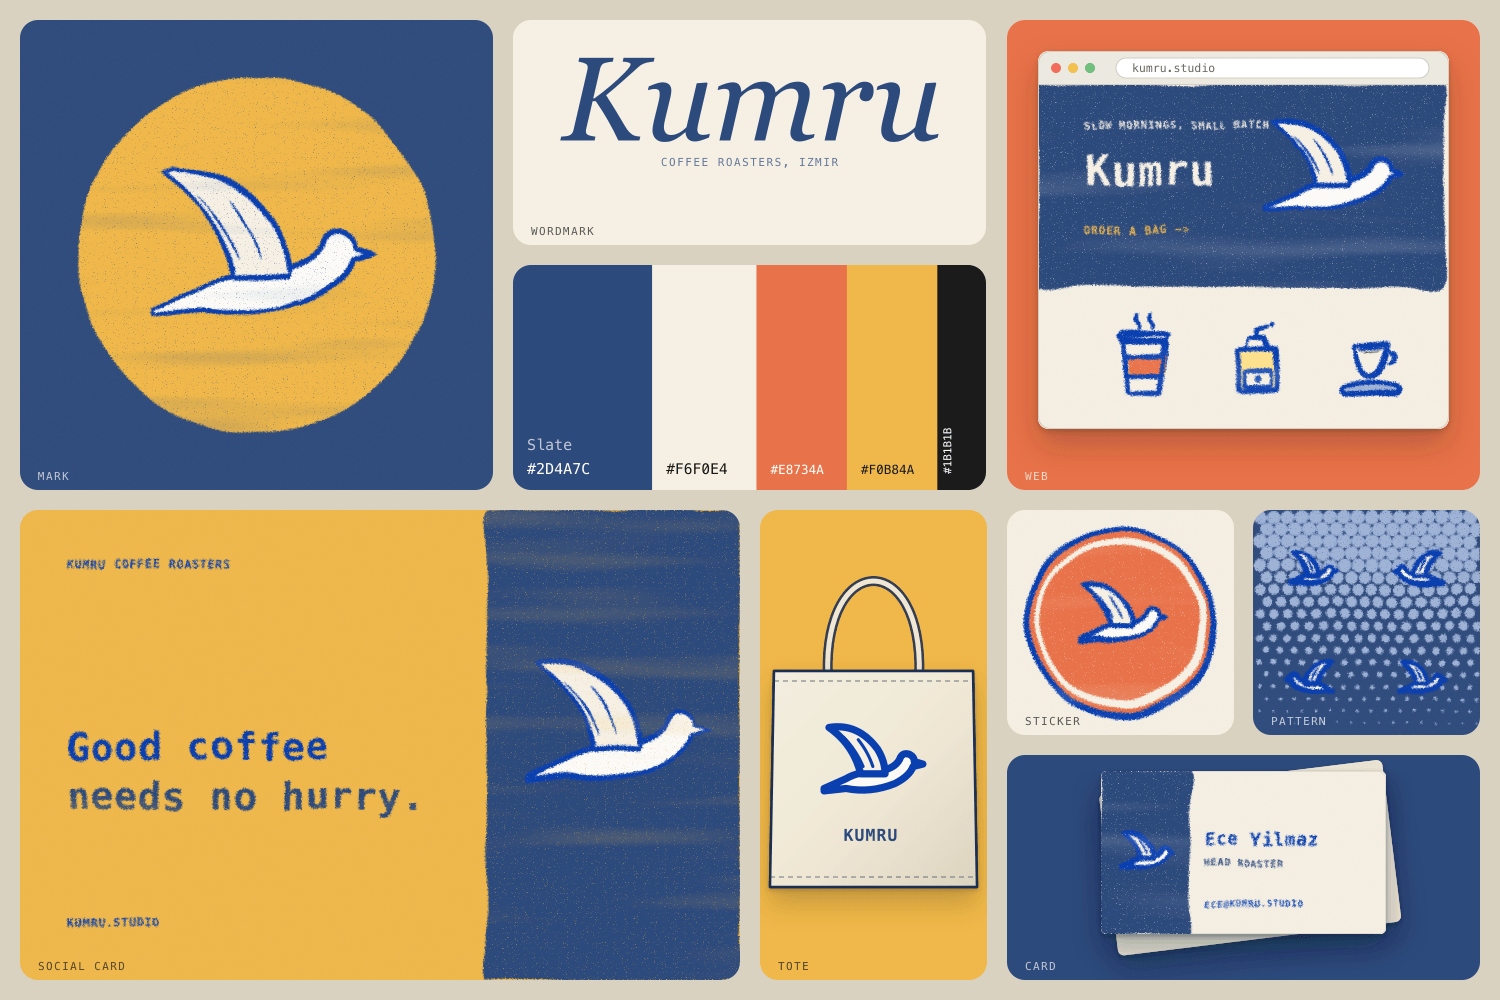 MARK
Kumru
COFFEE ROASTERS, IZMIR
WORDMARK
Slate
#2D4A7C
#F6F0E4
#E8734A
#F0B84A
#1B1B1B
kumru.studio
SLOW MORNINGS, SMALL BATCH
Kumru
ORDER A BAG ->
WEB
KUMRU COFFEE ROASTERS
Good coffee
needs no hurry.
KUMRU.STUDIO
SOCIAL CARD
KUMRU
TOTE
STICKER
PATTERN
Ece Yilmaz
HEAD ROASTER
ECE@KUMRU.STUDIO
CARD